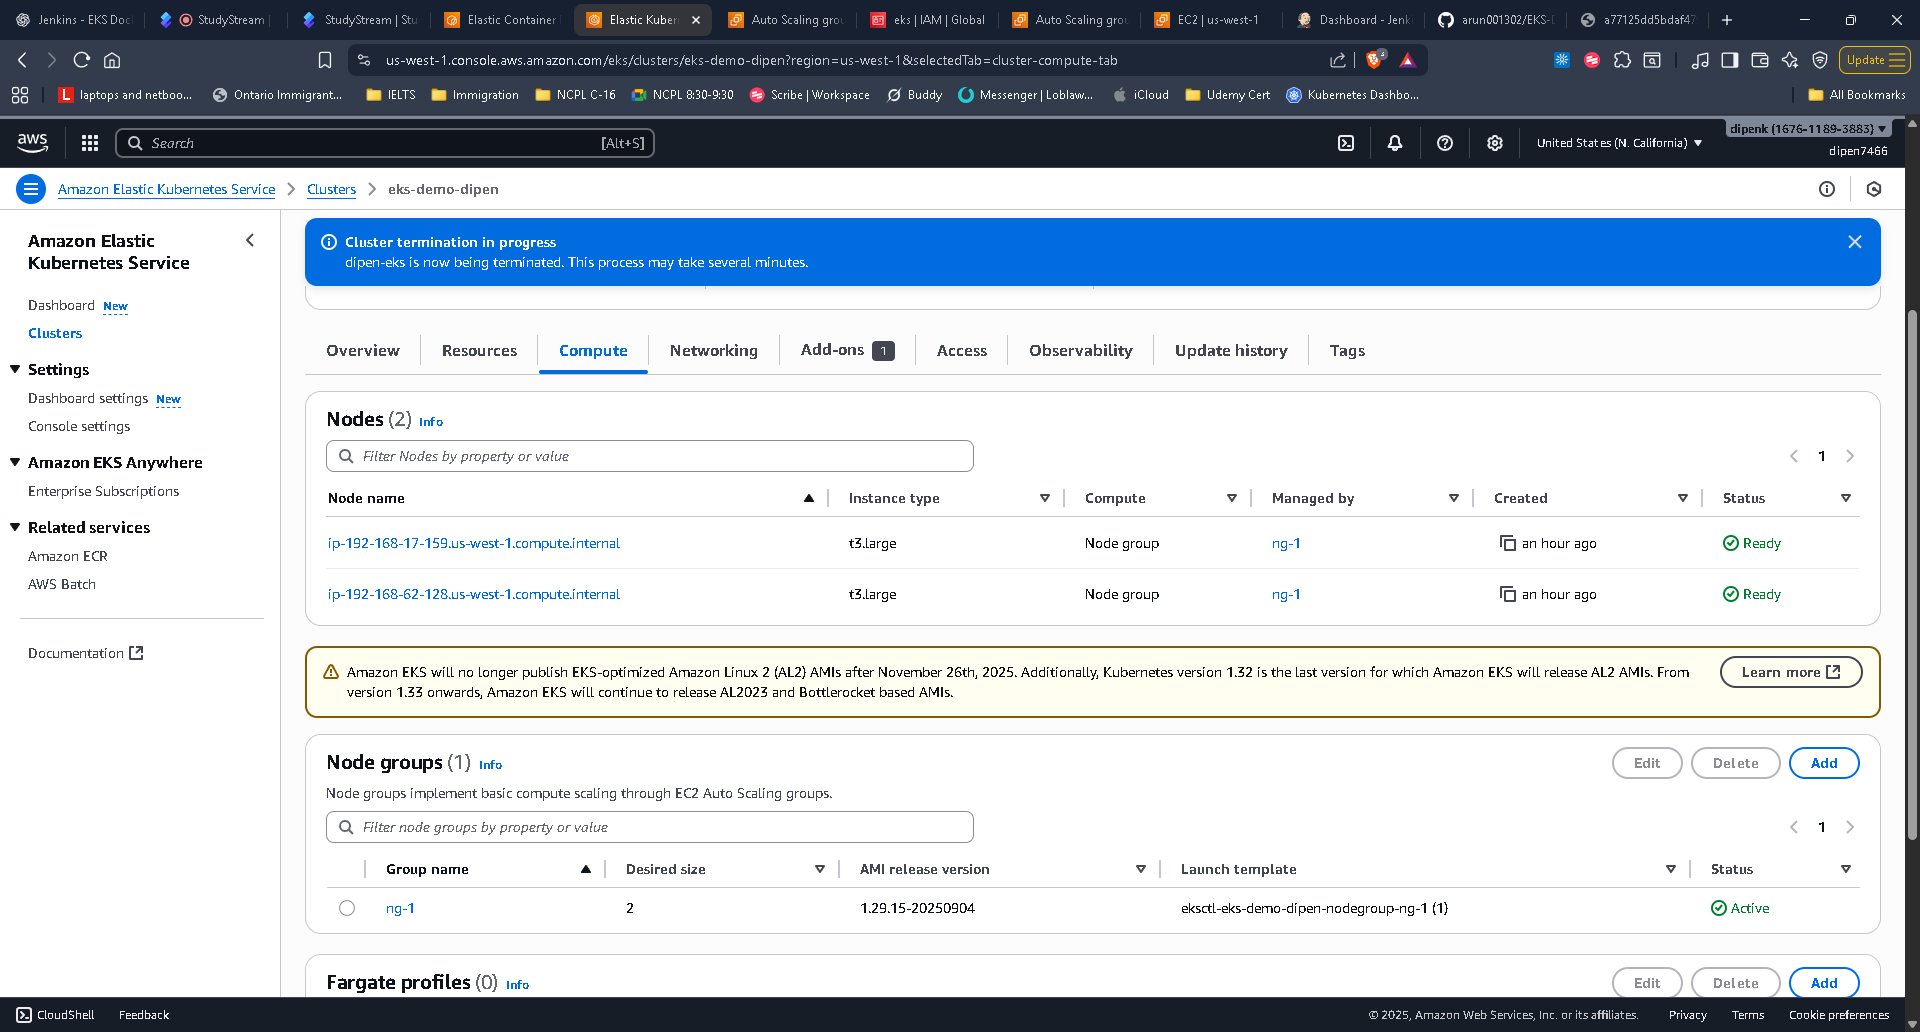 Jenkins - EKS Doc
StudyStream
StudyStream | Stu
Elastic Container
Elastic Kuber
Auto Scaling grou
eks | IAM | Global
Auto Scaling grou
EC2 | us-west-1
Dashboard - Jenki
arun001302/EKS-D
a77125dd5bdaf47
us-west-1.console.aws.amazon.com/eks/clusters/eks-demo-dipen?region=us-west-1&selectedTab=cluster-compute-tab
3
Update
laptops and netboo...
Ontario Immigrant...
IELTS
Immigration
NCPL C-16
NCPL 8:30-9:30
Scribe | Workspace
Buddy
Messenger | Loblaw...
iCloud
Udemy Cert
Kubernetes Dashbo...
All Bookmarks
aws
Search
[Alt+S]
United States (N. California)
dipenk (1676-1189-3883)
dipen7466
Amazon Elastic Kubernetes Service
Clusters
eks-demo-dipen
Amazon Elastic
Kubernetes Service
Dashboard New
Clusters
Settings
Dashboard settings New
Console settings
Amazon EKS Anywhere
Enterprise Subscriptions
Related services
Amazon ECR
AWS Batch
Documentation
Cluster termination in progress
dipen-eks is now being terminated. This process may take several minutes.
Overview
Resources
Compute
Networking
Add-ons 1
Access
Observability
Update history
Tags
Nodes (2) Info
Filter Nodes by property or value
1
Node name Instance type Compute Managed by Created Status
ip-192-168-17-159.us-west-1.compute.internal t3.large Node group ng-1 an hour ago Ready
ip-192-168-62-128.us-west-1.compute.internal t3.large Node group ng-1 an hour ago Ready
Amazon EKS will no longer publish EKS-optimized Amazon Linux 2 (AL2) AMIs after November 26th, 2025. Additionally, Kubernetes version 1.32 is the last version for which Amazon EKS will release AL2 AMIs. From
version 1.33 onwards, Amazon EKS will continue to release AL2023 and Bottlerocket based AMIs.
Learn more
Node groups (1) Info
Edit
Delete
Add
Node groups implement basic compute scaling through EC2 Auto Scaling groups.
Filter node groups by property or value
1
Group name Desired size AMI release version Launch template Status
ng-1 2 1.29.15-20250904 eksctl-eks-demo-dipen-nodegroup-ng-1 (1) Active
Fargate profiles (0) Info
Edit
Delete
Add
CloudShell
Feedback
© 2025, Amazon Web Services, Inc. or its affiliates.
Privacy
Terms
Cookie preferences